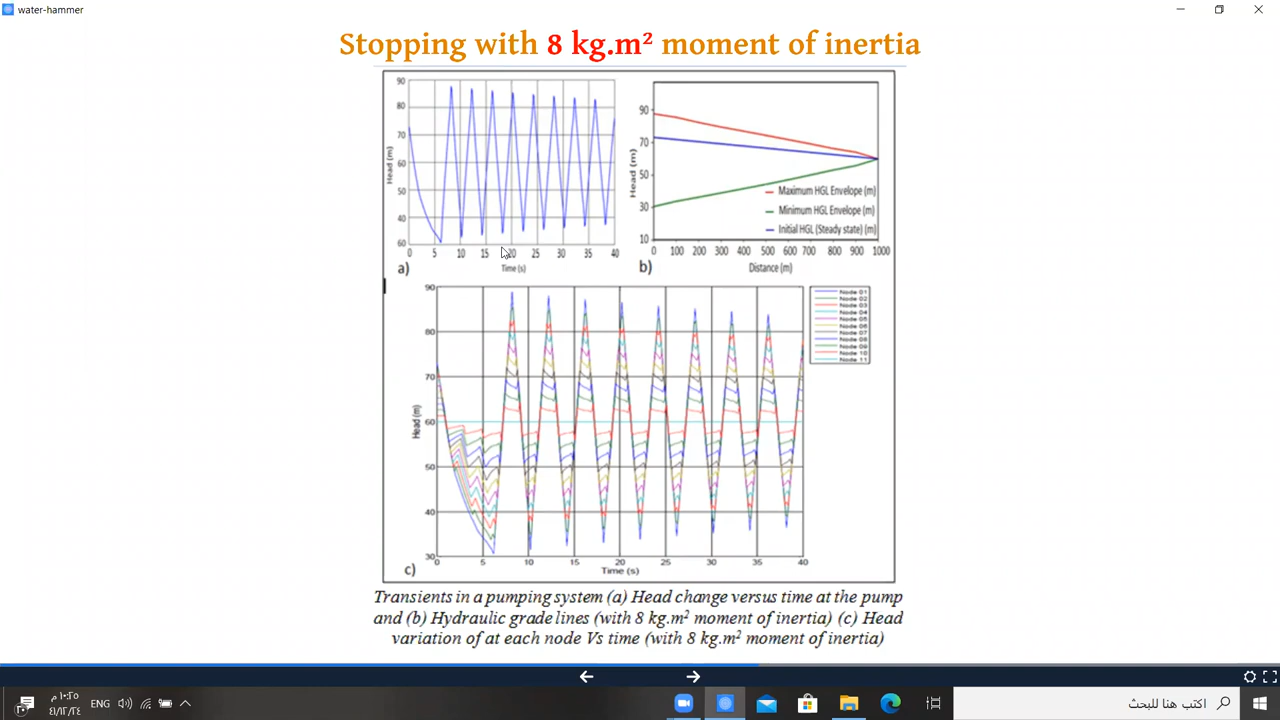 water-hammer
Stopping with 8 kg.m² moment of inertia
90
80
70
60
50
40
60
Head (m)
0 5 10 15 20 25 30 35 40
Time (s)
a)
90
70
50
30
10
Head (m)
Maximum HGL Envelope (m)
Minimum HGL Envelope (m)
Initial HGL (Steady state) (m)
0 100 200 300 400 500 600 700 800 900 1000
Distance (m)
b)
90
80
70
60
50
40
30
Head (m)
0 5 10 15 20 25 30 35 40
Time (s)
c)
Node 01
Node 02
Node 03
Node 04
Node 05
Node 06
Node 07
Node 08
Node 09
Node 10
Node 11
Transients in a pumping system (a) Head change versus time at the pump
and (b) Hydraulic grade lines (with 8 kg.m² moment of inertia) (c) Head
variation of at each node Vs time (with 8 kg.m² moment of inertia)
ENG
اكتب هنا للبحث